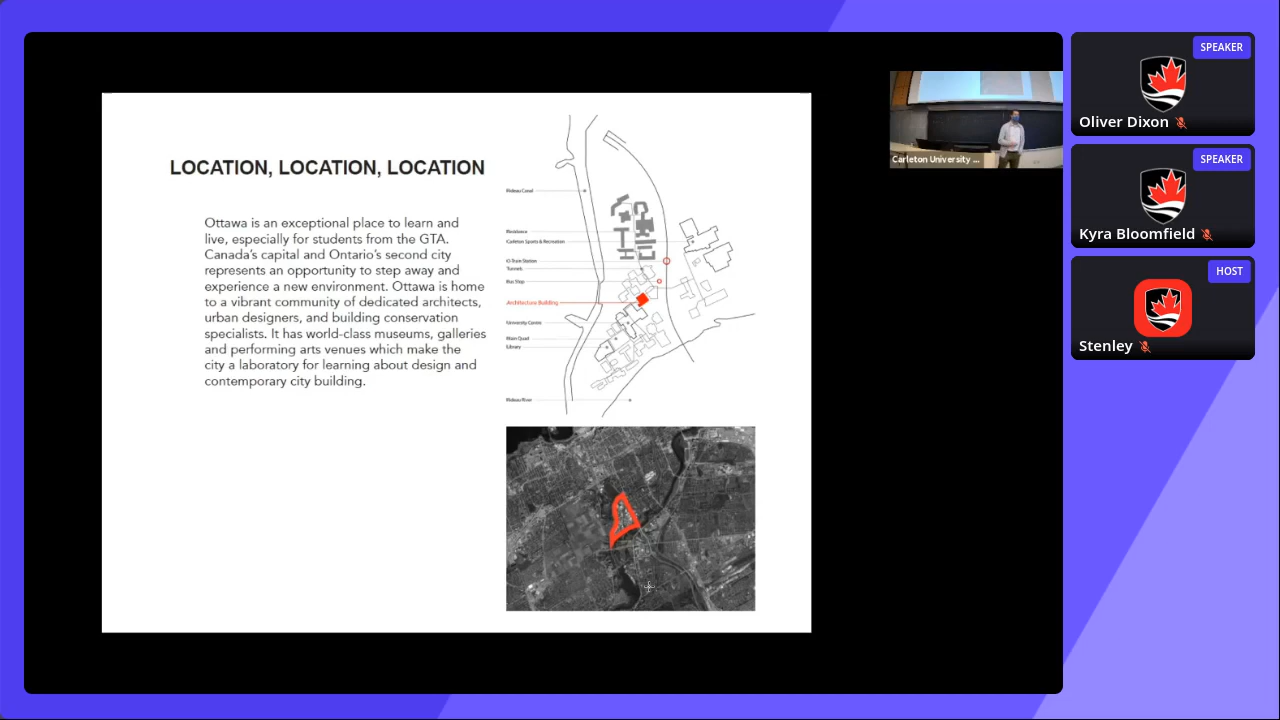 LOCATION, LOCATION, LOCATION
Ottawa is an exceptional place to learn and
live, especially for students from the GTA.
Canada's capital and Ontario's second city
represents an opportunity to step away and
experience a new environment. Ottawa is home
to a vibrant community of dedicated architects,
urban designers, and building conservation
specialists. It has world-class museums, galleries
and performing arts venues which make the
city a laboratory for learning about design and
contemporary city building.
Rideau Canal
Residence
Carleton Sports & Recreation
O-Train Station
Tunnels
Bus Stop
Architecture Building
University Centre
Main Quad
Library
Rideau River
Carleton University ...
SPEAKER
Oliver Dixon
SPEAKER
Kyra Bloomfield
HOST
Stenley